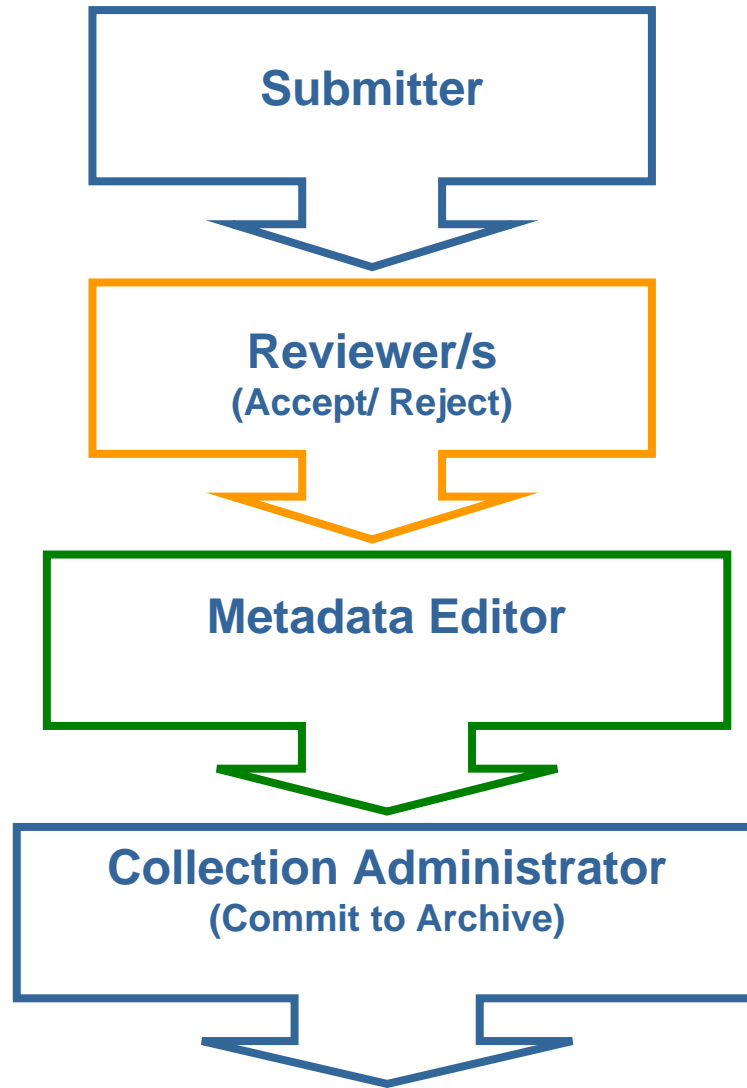 Submitter
Reviewer/s
(Accept/ Reject)
Metadata Editor
Collection Administrator
(Commit to Archive)